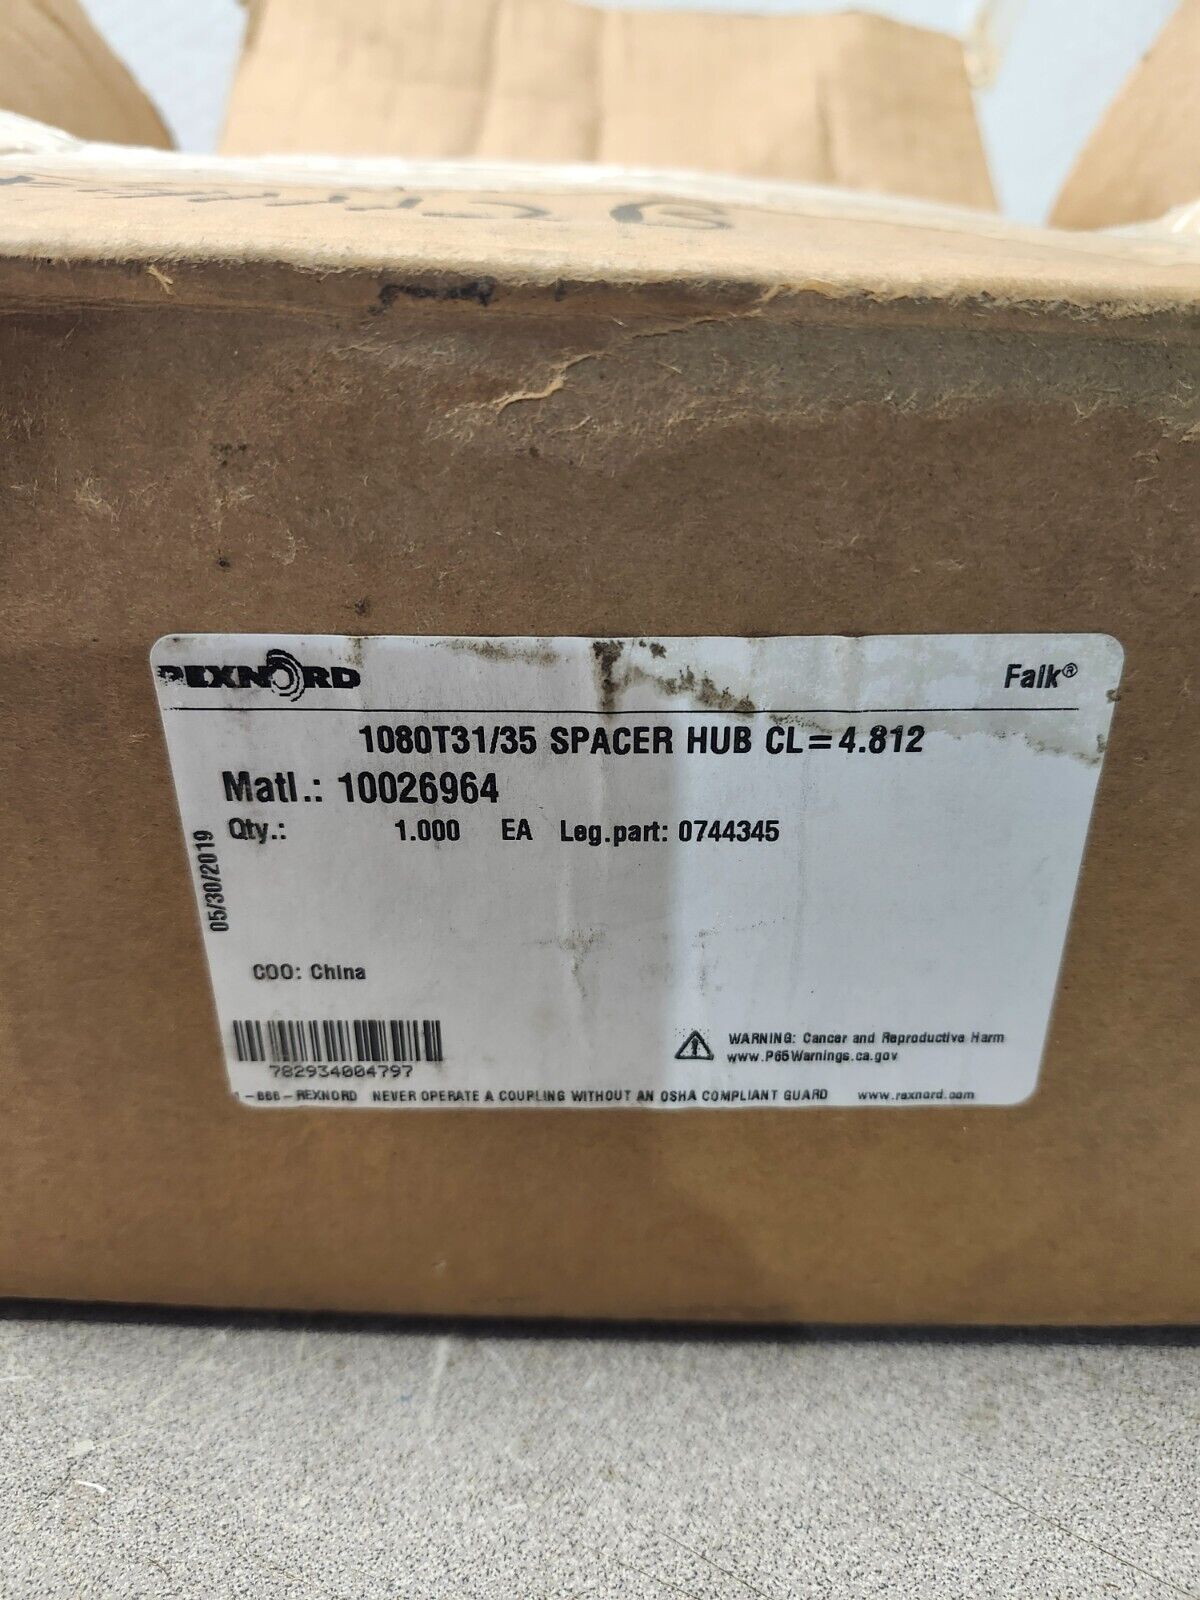 REXNORD Falk®
1080T31/35 SPACER HUB CL=4.812
Matl.: 10026964
Qty.: 1.000 EA Leg.part: 0744345
05/30/2019
COO: China
WARNING: Cancer and Reproductive Harm
www.P65Warnings.ca.gov
782934004797
1-866-REXNORD NEVER OPERATE A COUPLING WITHOUT AN OSHA COMPLIANT GUARD www.rexnord.com